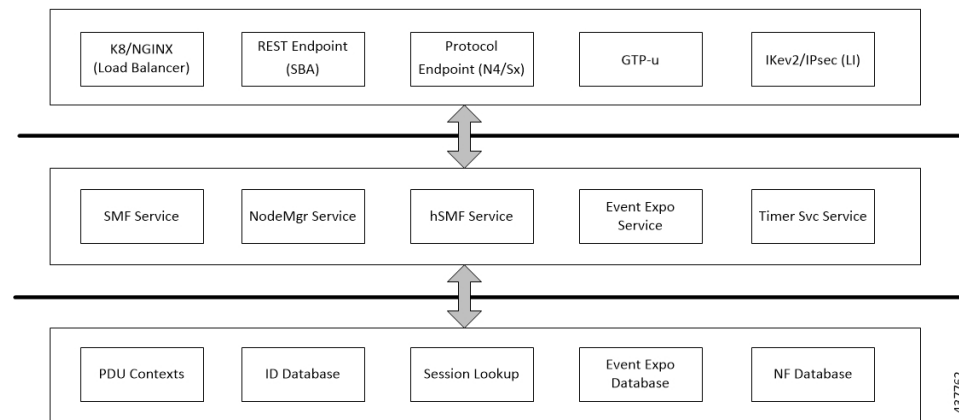 K8/NGINX
(Load Balancer)
REST Endpoint
(SBA)
Protocol
Endpoint (N4/Sx)
GTP-u
IKev2/IPsec (LI)
SMF Service
NodeMgr Service
hSMF Service
Event Expo
Service
Timer Svc Service
PDU Contexts
ID Database
Session Lookup
Event Expo
Database
NF Database
437762